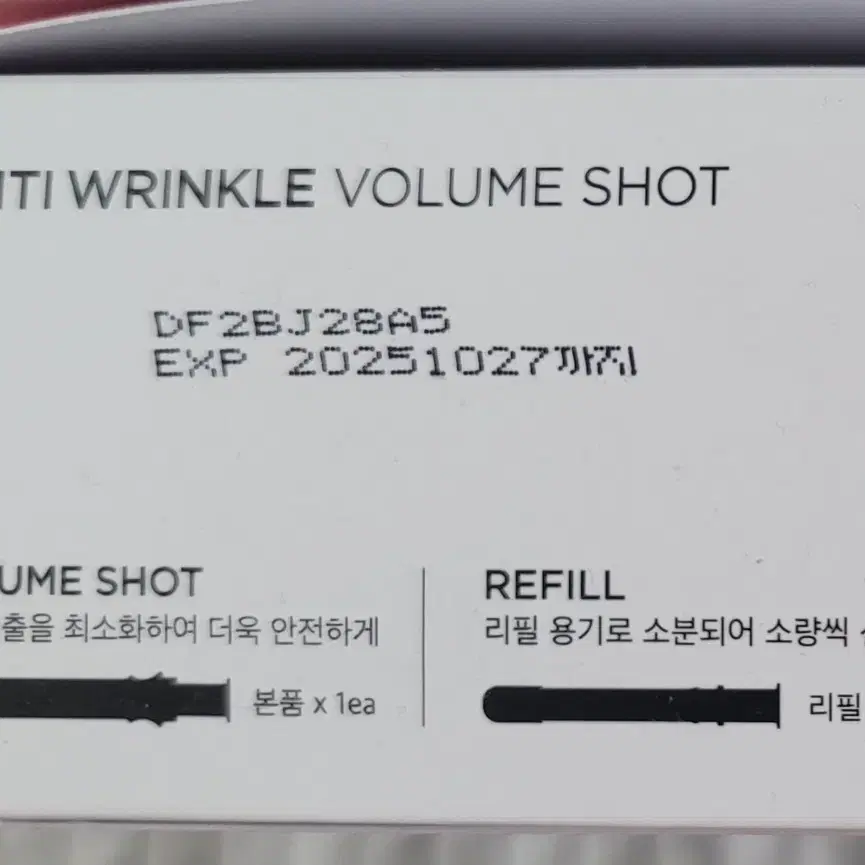 ITI WRINKLE VOLUME SHOT
DF2BJ28A5
EXP 20251027까지
UME SHOT
출을 최소화하여 더욱 안전하게
본품 x 1ea
REFILL
리필 용기로 소분되어 소량씩
리필